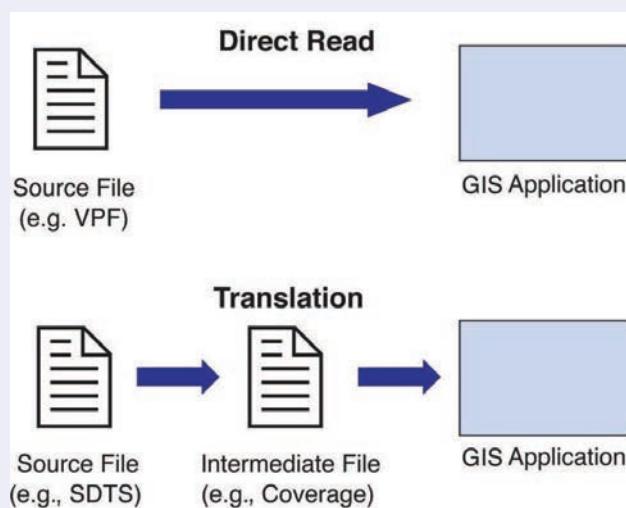 Direct Read
Source File
(e.g. VPF)
GIS Application
Translation
Source File
(e.g., SDTS)
Intermediate File
(e.g., Coverage)
GIS Application